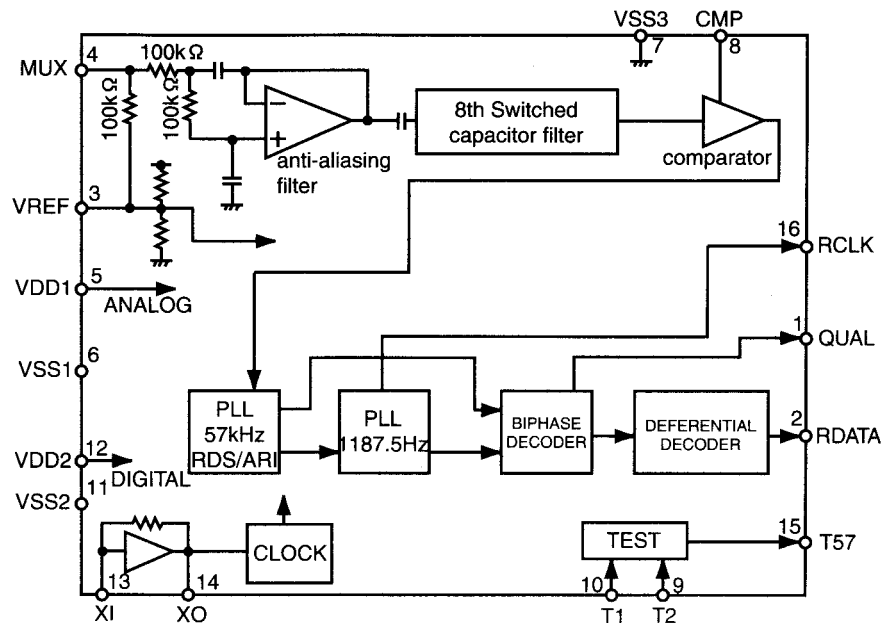 VSS3 CMP
7 8
MUX 4
100kΩ
100kΩ
100kΩ
−
+
anti-aliasing
filter
8th Switched
capacitor filter
comparator
VREF 3
16 RCLK
VDD1 5
ANALOG
1 QUAL
VSS1 6
PLL
57kHz
RDS/ARI
PLL
1187.5Hz
BIPHASE
DECODER
DEFERENTIAL
DECODER
2 RDATA
VDD2 12
DIGITAL
VSS2 11
CLOCK
TEST
15 T57
13 14
XI XO
10 9
T1 T2